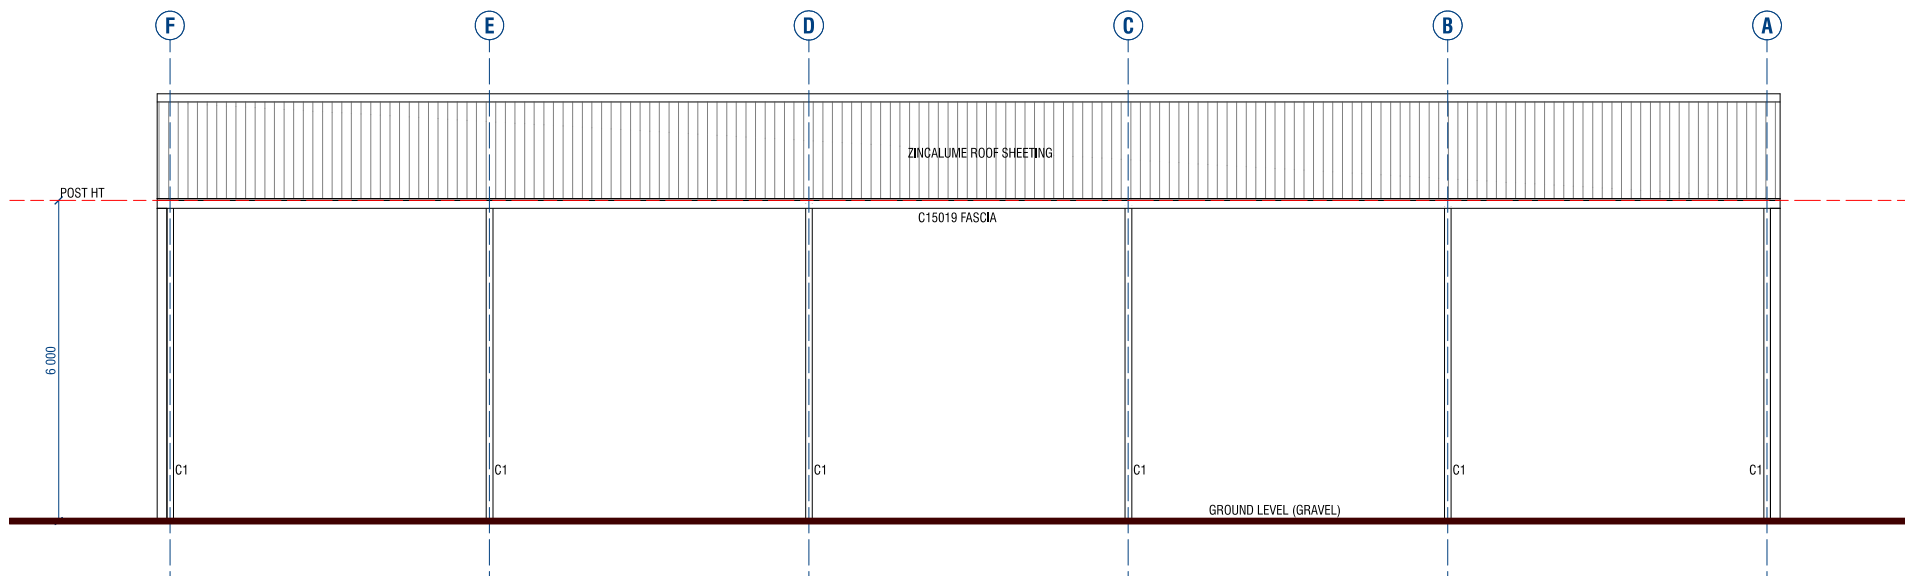 F E D C B A
ZINCALUME ROOF SHEETING
POST HT
C15019 FASCIA
6 000
C1 C1 C1 C1 C1 C1
GROUND LEVEL (GRAVEL)